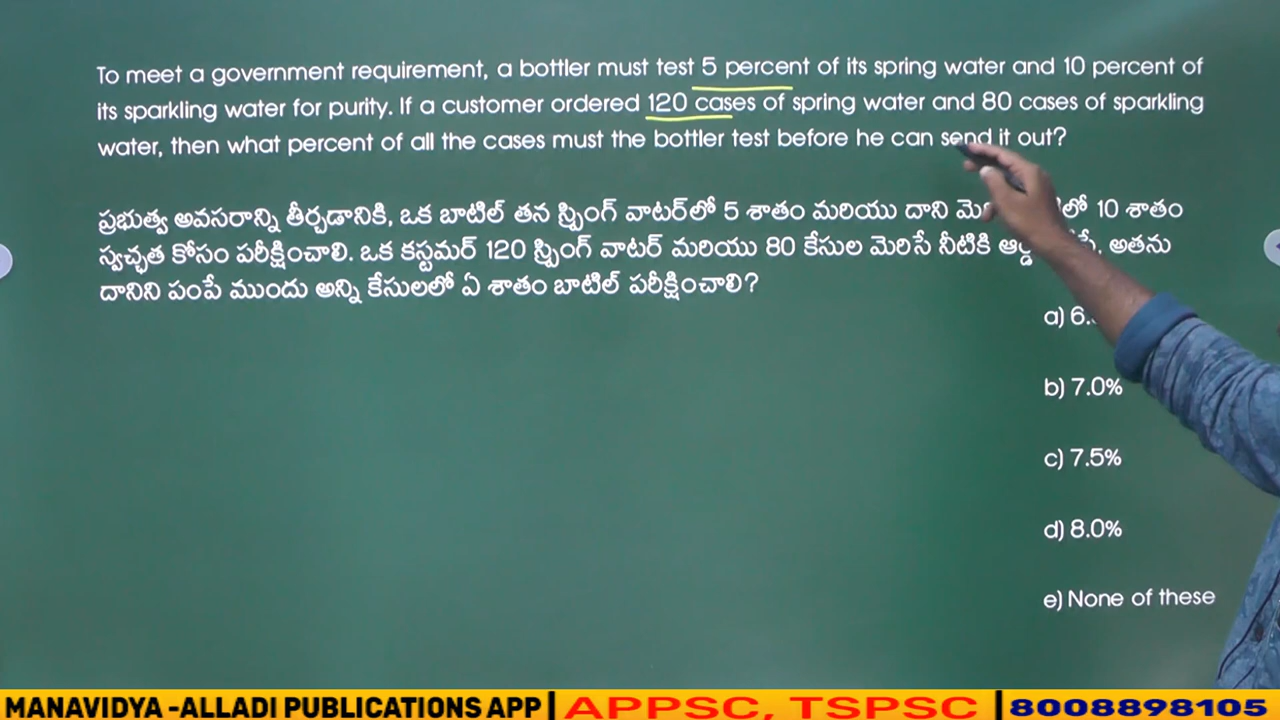 To meet a government requirement, a bottler must test 5 percent of its spring water and 10 percent of
its sparkling water for purity. If a customer ordered 120 cases of spring water and 80 cases of sparkling
water, then what percent of all the cases must the bottler test before he can send it out?
ప్రభుత్వ అవసరాన్ని తీర్చడానికి, ఒక బాటిల్ తన స్ప్రింగ్ వాటర్‌లో 5 శాతం మరియు దాని 10 శాతం
స్వచ్ఛత కోసం పరీక్షించాలి. ఒక కస్టమర్ 120 స్ప్రింగ్ వాటర్ మరియు 80 కేసుల మెరిసే నీటికి అతను
దానిని పంపే ముందు అన్ని కేసులలో ఏ శాతం బాటిల్ పరీక్షించాలి?
a) 6.
b) 7.0%
c) 7.5%
d) 8.0%
e) None of these
MANAVIDYA -ALLADI PUBLICATIONS APP | APPSC, TSPSC | 8008898105